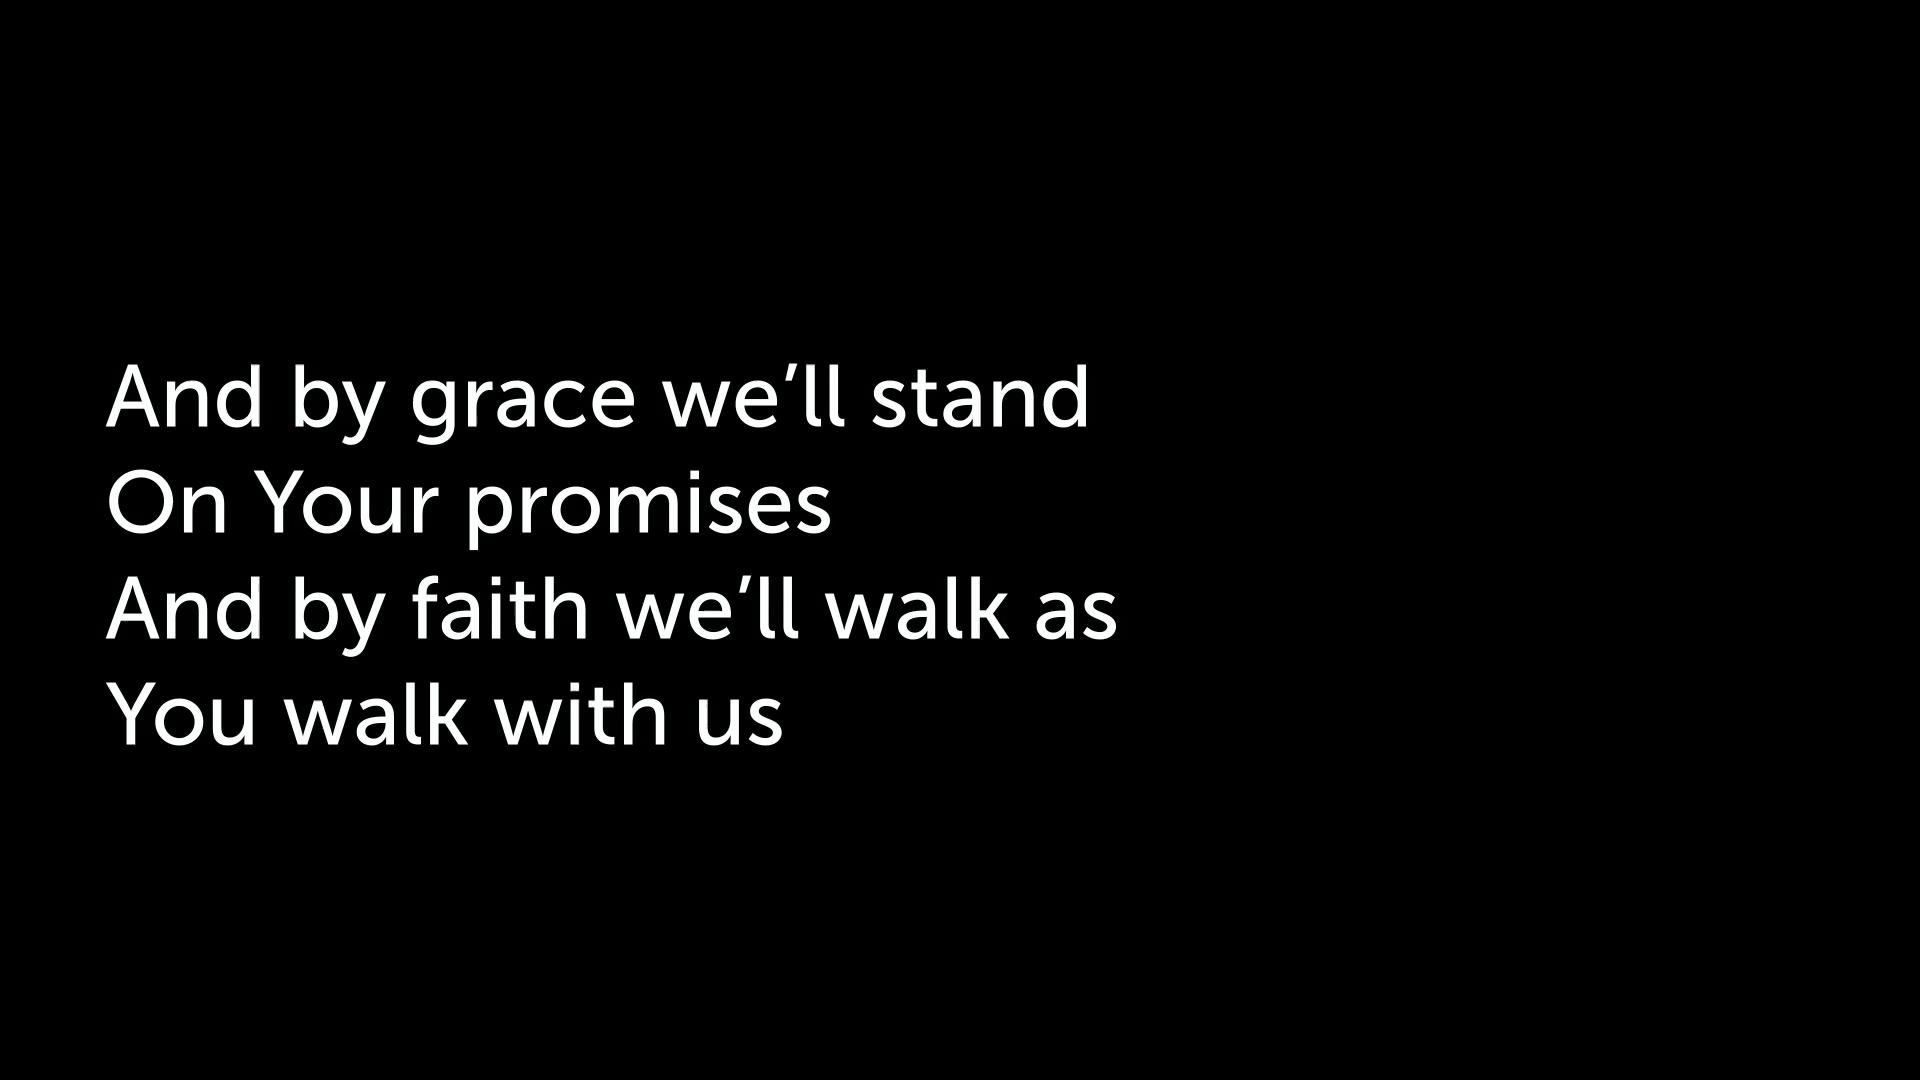 And by grace we’ll stand
On Your promises
And by faith we’ll walk as
You walk with us